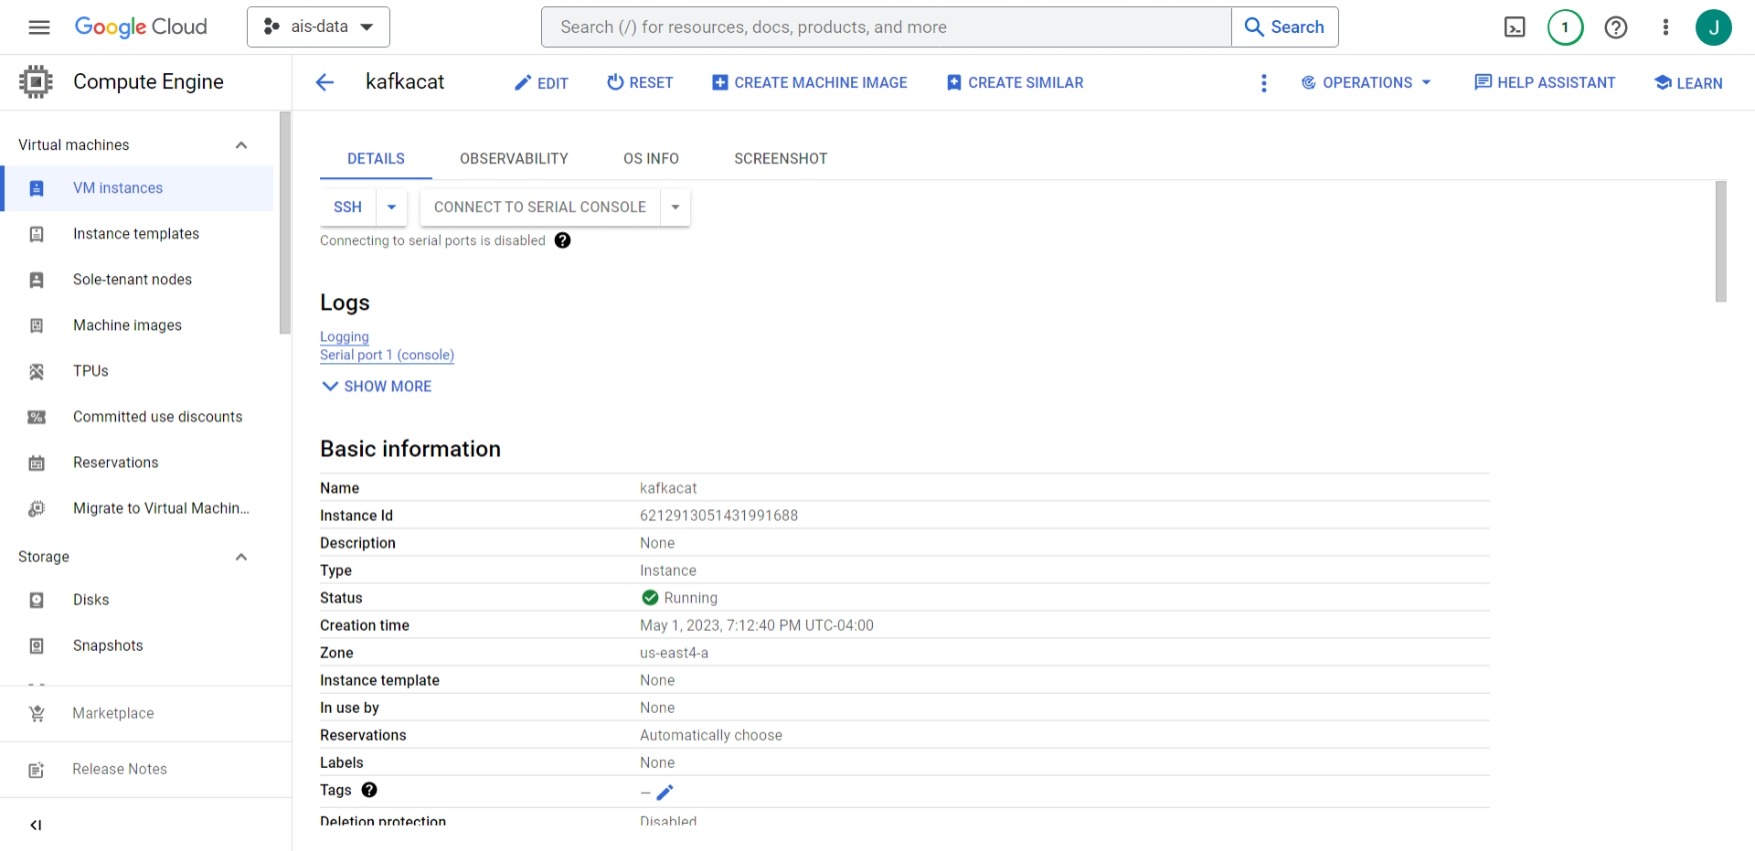 Google Cloud
ais-data
Search (/) for resources, docs, products, and more
Search
1
J
Compute Engine
kafkacat
EDIT
RESET
CREATE MACHINE IMAGE
CREATE SIMILAR
OPERATIONS
HELP ASSISTANT
LEARN
Virtual machines
VM instances
Instance templates
Sole-tenant nodes
Machine images
TPUs
Committed use discounts
Reservations
Migrate to Virtual Machin...
Storage
Disks
Snapshots
Marketplace
Release Notes
DETAILS
OBSERVABILITY
OS INFO
SCREENSHOT
SSH
CONNECT TO SERIAL CONSOLE
Connecting to serial ports is disabled
Logs
Logging
Serial port 1 (console)
SHOW MORE
Basic information
Name kafkacat
Instance Id 6212913051431991688
Description None
Type Instance
Status Running
Creation time May 1, 2023, 7:12:40 PM UTC-04:00
Zone us-east4-a
Instance template None
In use by None
Reservations Automatically choose
Labels None
Tags –
Deletion protection Disabled